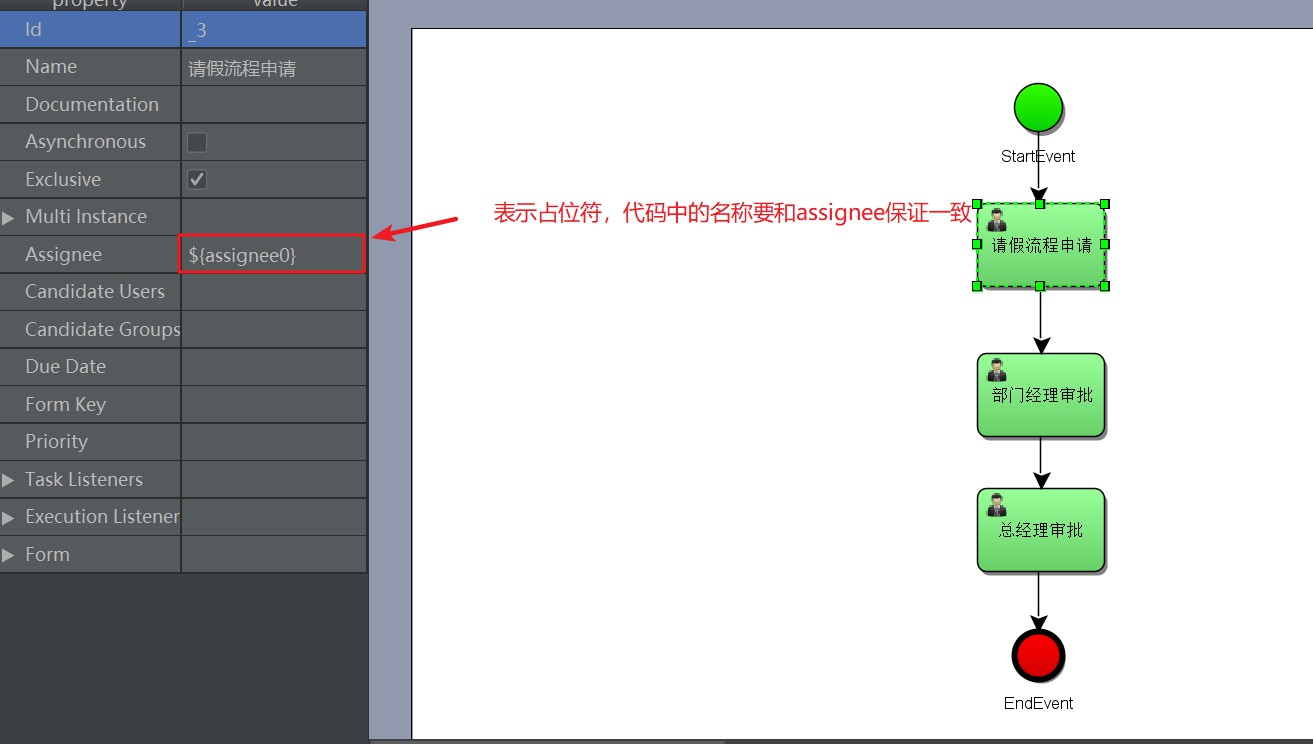 property value
Id _3
Name 请假流程申请
Documentation
Asynchronous
Exclusive
Multi Instance
Assignee ${assignee0}
Candidate Users
Candidate Groups
Due Date
Form Key
Priority
Task Listeners
Execution Listener
Form
表示占位符，代码中的名称要和assignee保证一致
StartEvent
请假流程申请
部门经理审批
总经理审批
EndEvent